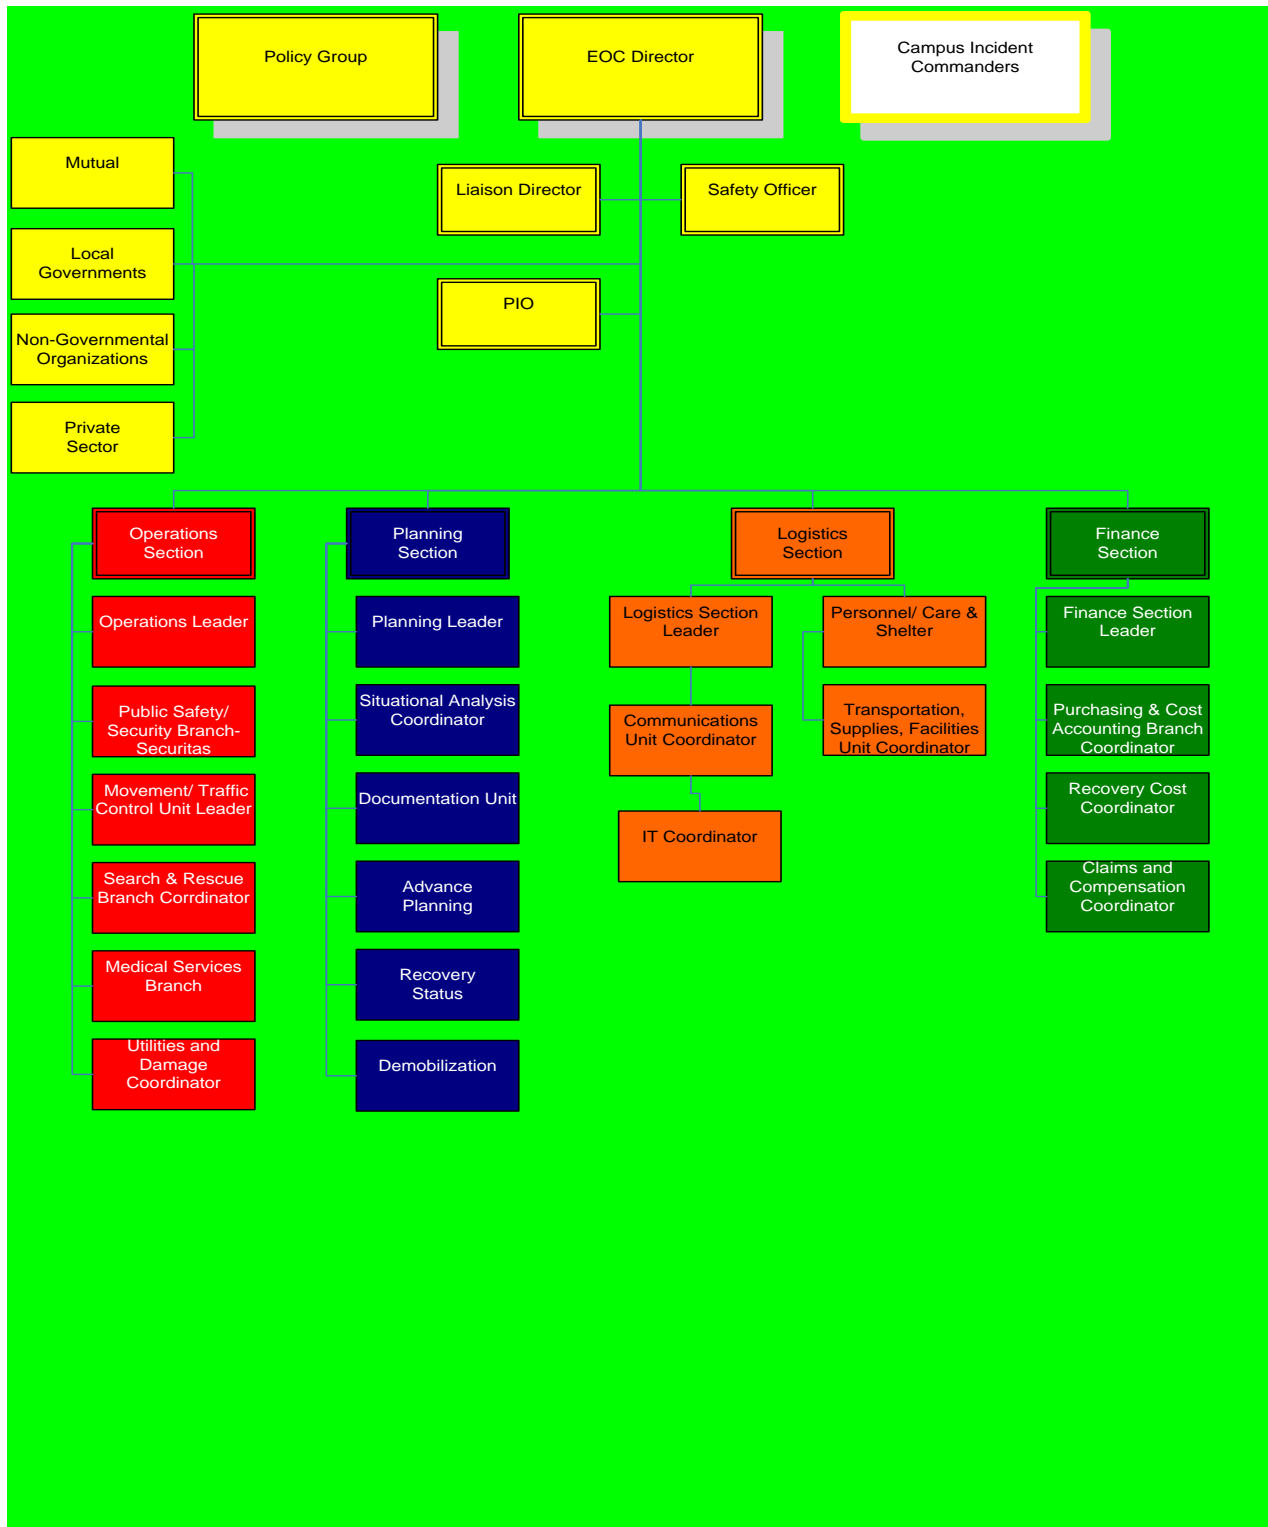 Policy Group
EOC Director
Campus Incident
Commanders
Mutual
Liaison Director
Safety Officer
Local
Governments
PIO
Non-Governmental
Organizations
Private
Sector
Operations
Section
Planning
Section
Logistics
Section
Finance
Section
Operations Leader
Public Safety/
Security Branch-
Securitas
Movement/ Traffic
Control Unit Leader
Search & Rescue
Branch Corrdinator
Medical Services
Branch
Utilities and
Damage
Coordinator
Planning Leader
Situational Analysis
Coordinator
Documentation Unit
Advance
Planning
Recovery
Status
Demobilization
Logistics Section
Leader
Communications
Unit Coordinator
IT Coordinator
Personnel/ Care &
Shelter
Transportation,
Supplies, Facilities
Unit Coordinator
Finance Section
Leader
Purchasing & Cost
Accounting Branch
Coordinator
Recovery Cost
Coordinator
Claims and
Compensation
Coordinator